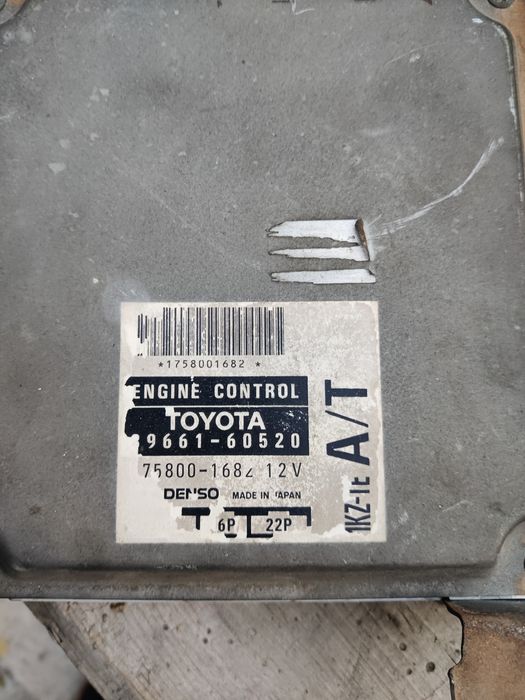 *1758001682 *
ENGINE CONTROL
TOYOTA
9661-60520
75800-1682 12V
DENSO MADE IN JAPAN
6P 22P
1KZ-tE A/T